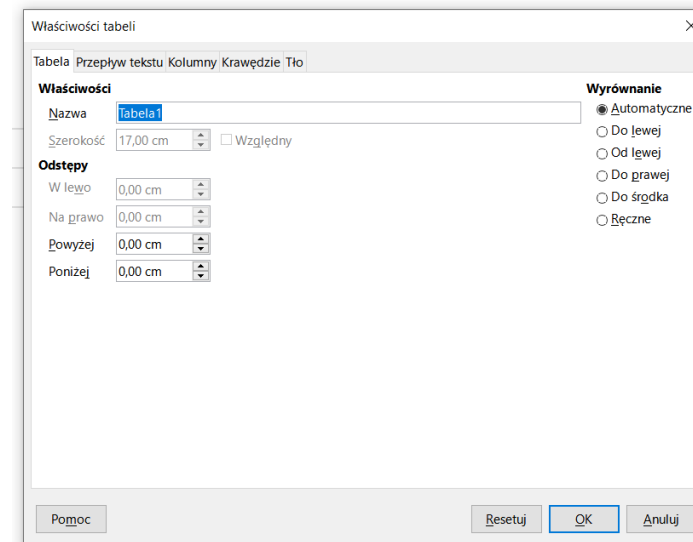 Właściwości tabeli
Tabela Przepływ tekstu Kolumny Krawędzie Tło
Właściwości
Nazwa Tabela1
Szerokość 17,00 cm Względny
Odstępy
W lewo 0,00 cm
Na prawo 0,00 cm
Powyżej 0,00 cm
Poniżej 0,00 cm
Wyrównanie
Automatyczne
Do lewej
Od lewej
Do prawej
Do środka
Ręczne
Pomoc Resetuj OK Anuluj